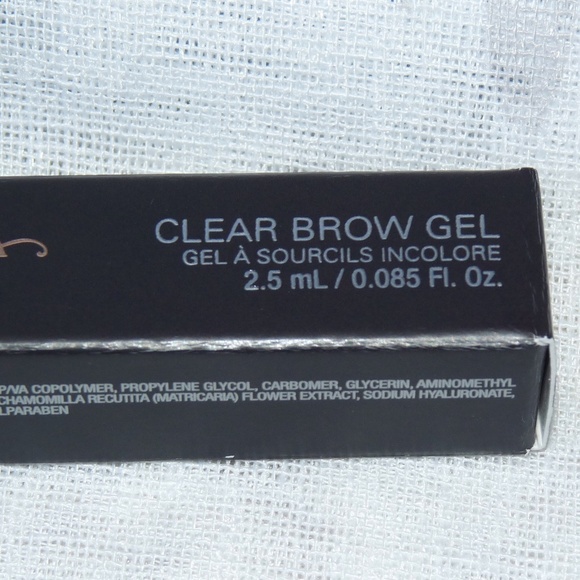 CLEAR BROW GEL
GEL À SOURCILS INCOLORE
2.5 mL / 0.085 Fl. Oz.
P/VA COPOLYMER, PROPYLENE GLYCOL, CARBOMER, GLYCERIN, AMINOMETHYL
CHAMOMILLA RECUTITA (MATRICARIA) FLOWER EXTRACT, SODIUM HYALURONATE,
LPARABEN